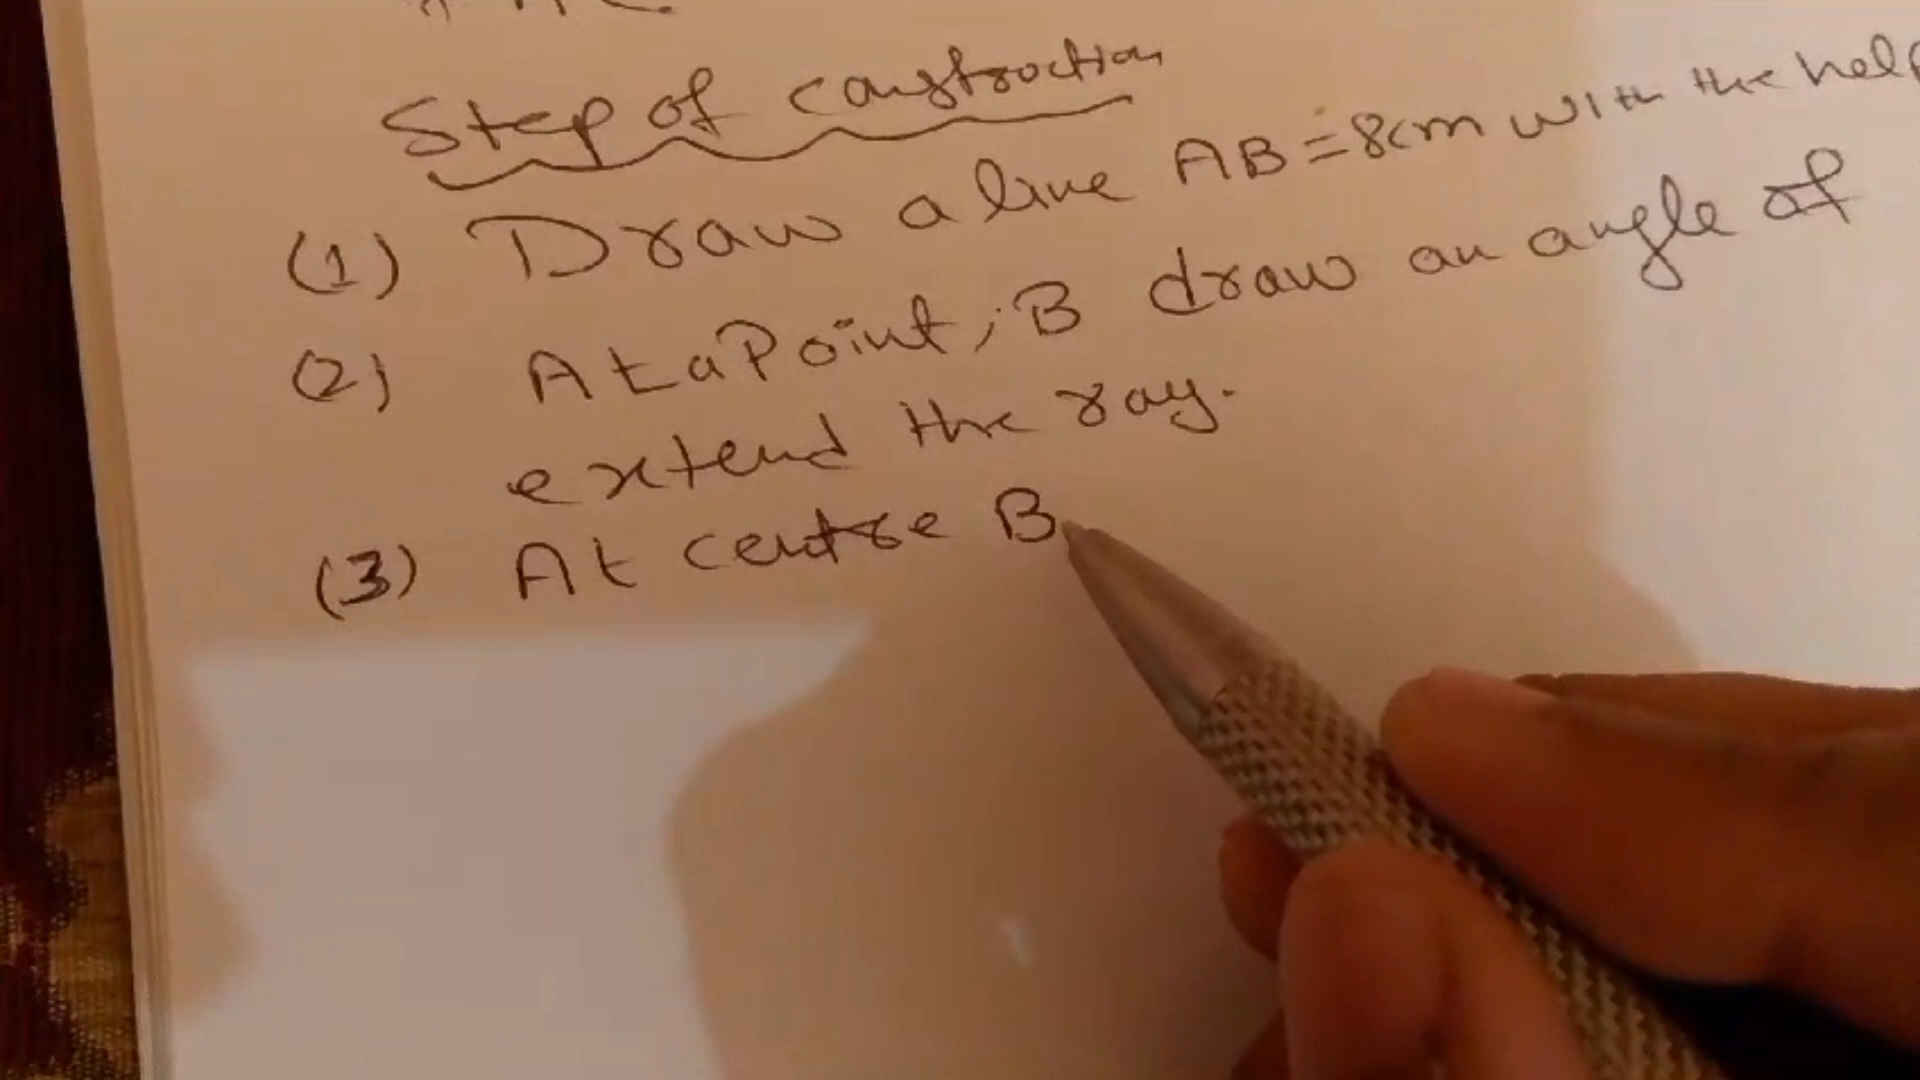 Step of construction
(1) Draw a line AB = 8cm with the help
(2) At a Point, B draw an angle of
extend the ray.
(3) At centre B